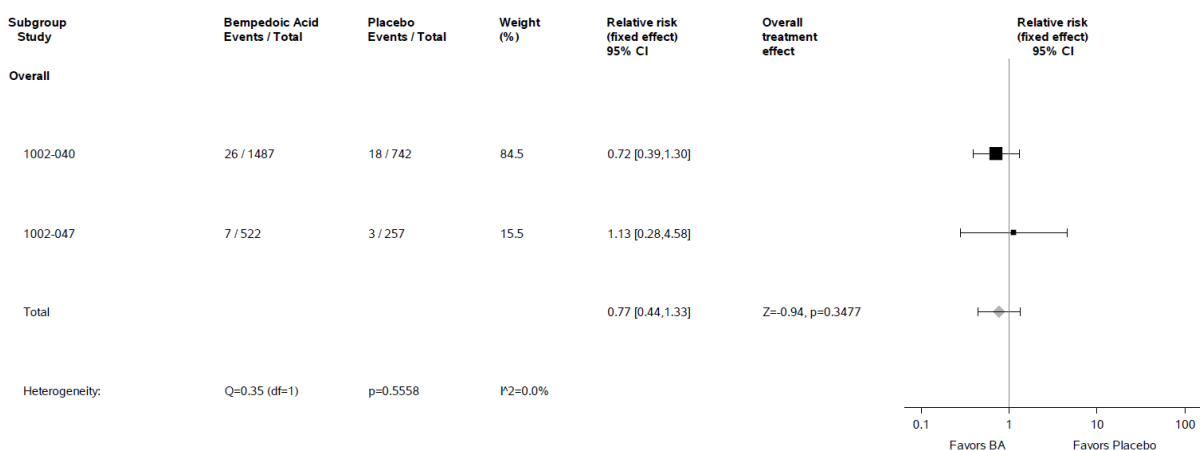 Subgroup Bempedoic Acid Placebo Weight Relative risk Overall Relative risk
Study Events / Total Events / Total (%) (fixed effect) treatment (fixed effect)
95% CI effect 95% CI
Overall
1002-040 26 / 1487 18 / 742 84.5 0.72 [0.39,1.30]
1002-047 7 / 522 3 / 257 15.5 1.13 [0.28,4.58]
Total 0.77 [0.44,1.33] Z=-0.94, p=0.3477
Heterogeneity: Q=0.35 (df=1) p=0.5558 I^2=0.0%
0.1 1 10 100
Favors BA Favors Placebo